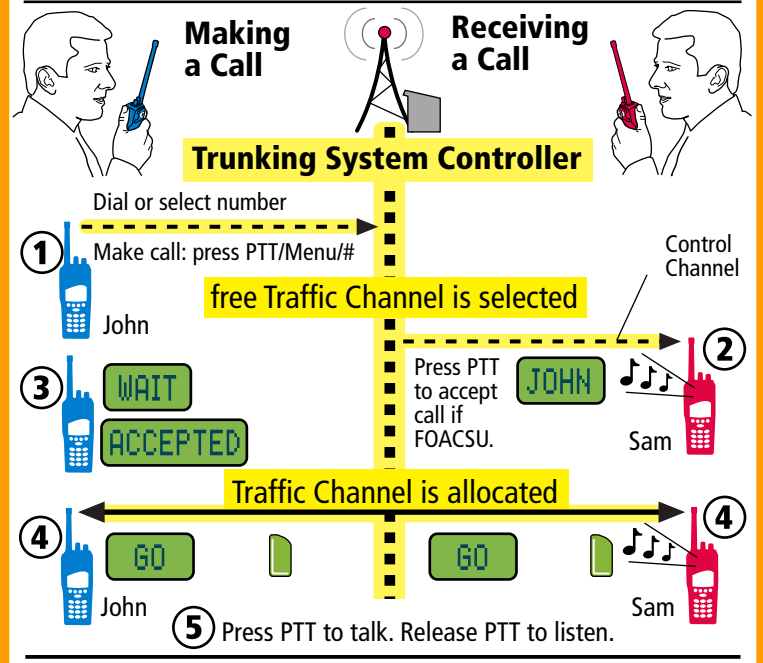 Making
a Call
Receiving
a Call
Trunking System Controller
Dial or select number
1
Make call: press PTT/Menu/#
John
Control
Channel
free Traffic Channel is selected
2
Press PTT
to accept
call if
FOACSU.
JOHN
Sam
3
WAIT
ACCEPTED
Traffic Channel is allocated
4
GO
John
GO
4
Sam
5 Press PTT to talk. Release PTT to listen.